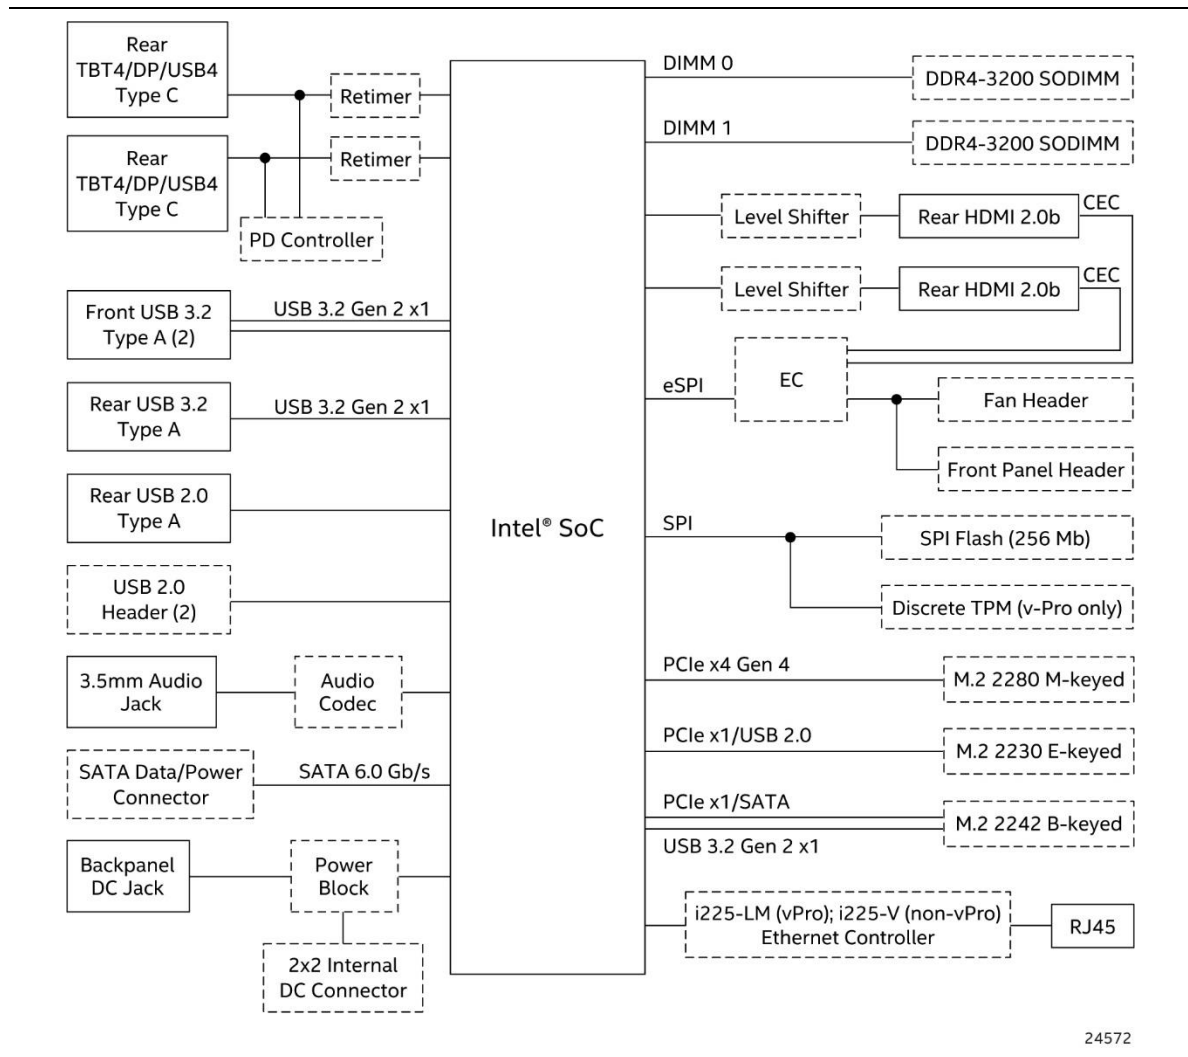 Rear
TBT4/DP/USB4
Type C
Retimer
Rear
TBT4/DP/USB4
Type C
Retimer
PD Controller
Front USB 3.2
Type A (2)
USB 3.2 Gen 2 x1
Rear USB 3.2
Type A
USB 3.2 Gen 2 x1
Rear USB 2.0
Type A
USB 2.0
Header (2)
3.5mm Audio
Jack
Audio
Codec
SATA Data/Power
Connector
SATA 6.0 Gb/s
Backpanel
DC Jack
Power
Block
2x2 Internal
DC Connector
Intel® SoC
DIMM 0
DDR4-3200 SODIMM
DIMM 1
DDR4-3200 SODIMM
Level Shifter
Rear HDMI 2.0b
CEC
Level Shifter
Rear HDMI 2.0b
CEC
eSPI
EC
Fan Header
Front Panel Header
SPI
SPI Flash (256 Mb)
Discrete TPM (v-Pro only)
PCIe x4 Gen 4
M.2 2280 M-keyed
PCIe x1/USB 2.0
M.2 2230 E-keyed
PCIe x1/SATA
M.2 2242 B-keyed
USB 3.2 Gen 2 x1
i225-LM (vPro); i225-V (non-vPro)
Ethernet Controller
RJ45
24572